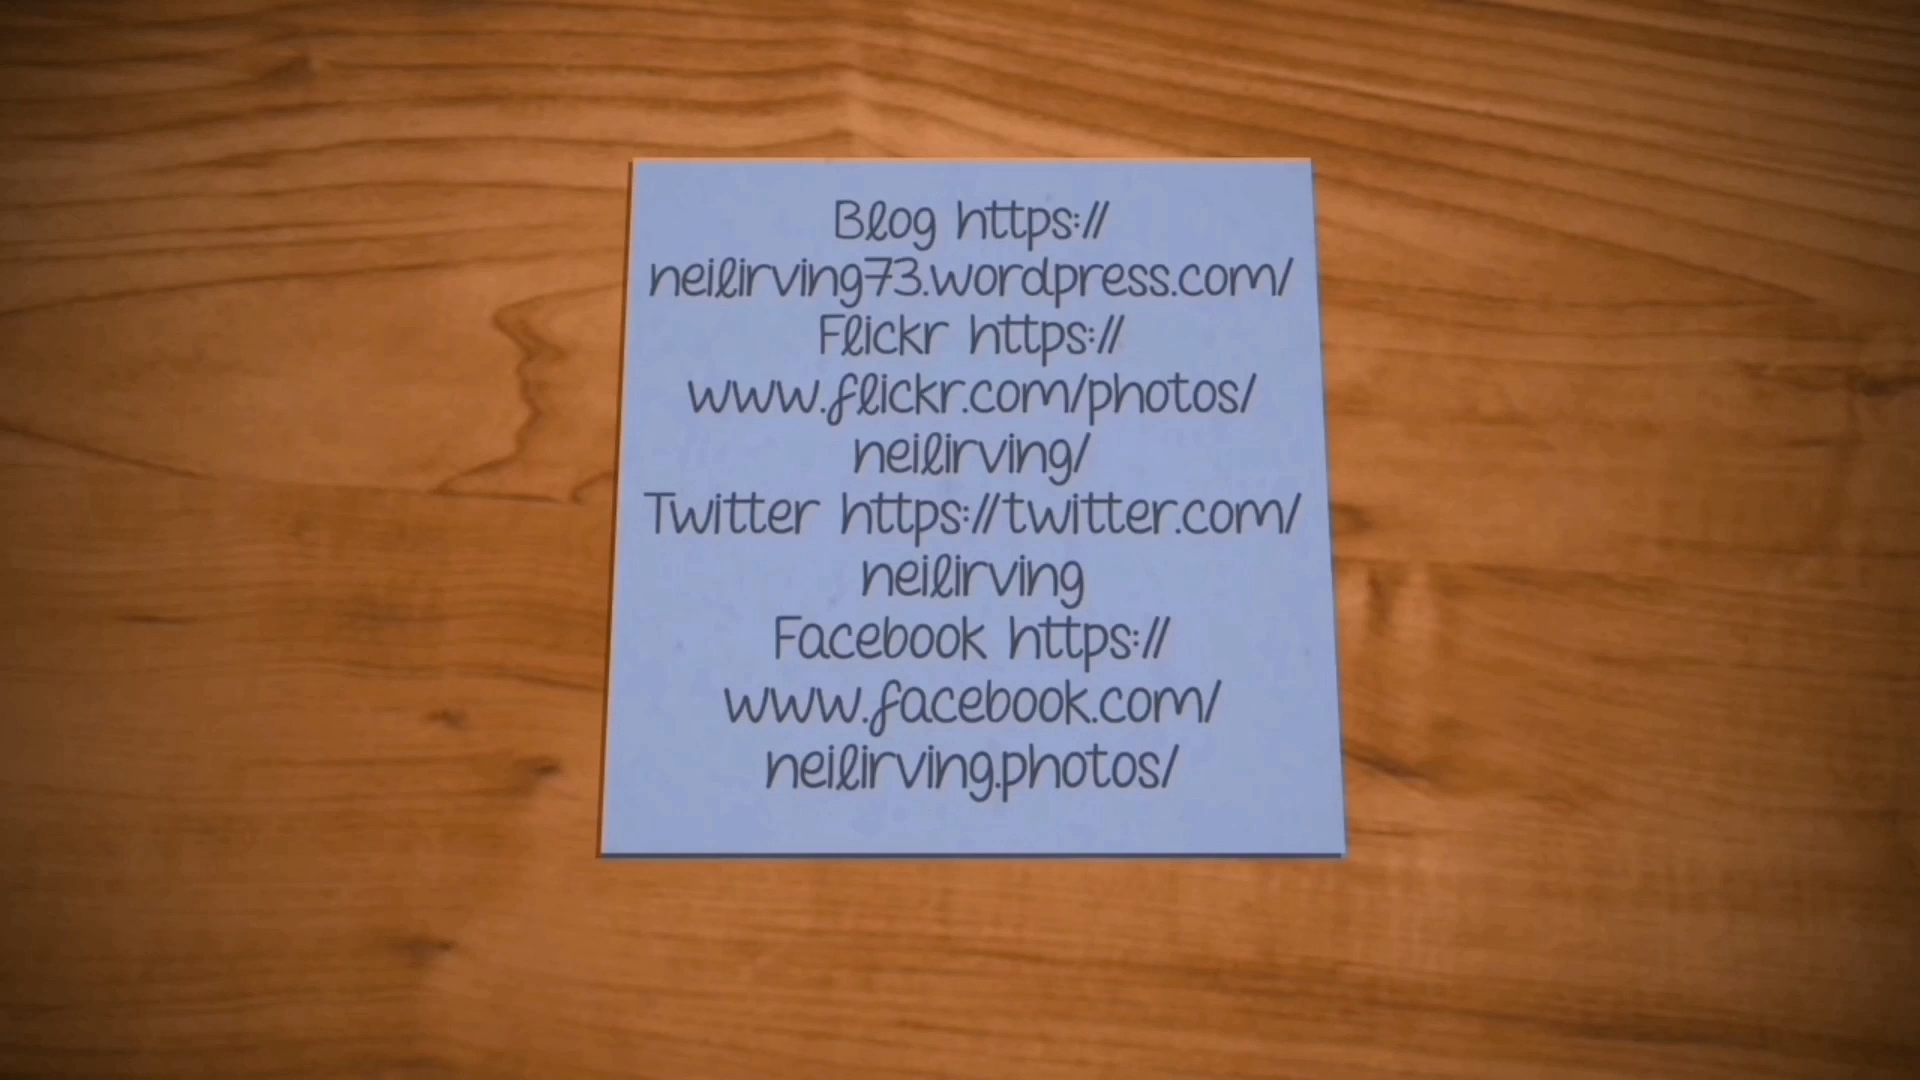 Blog https://
neilirving73.wordpress.com/
Flickr https://
www.flickr.com/photos/
neilirving/
Twitter https://twitter.com/
neilirving
Facebook https://
www.facebook.com/
neilirving.photos/